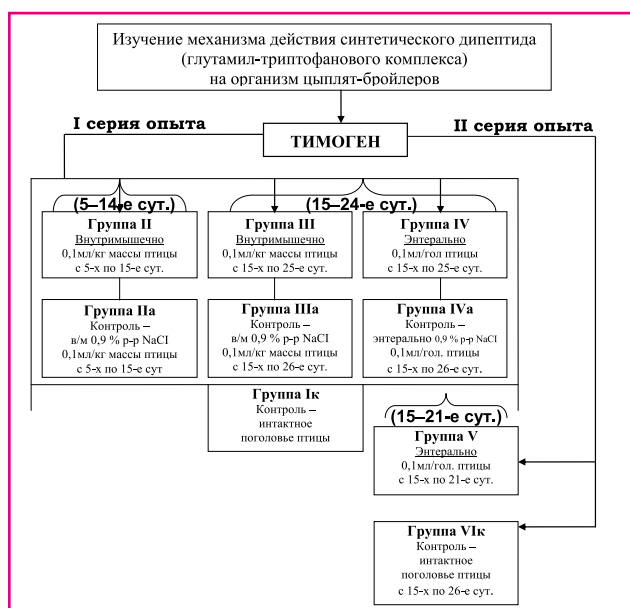 Изучение механизма действия синтетического дипептида
(глутамил-триптофанового комплекса)
на организм цыплят-бройлеров
I серия опыта
ТИМОГЕН
II серия опыта
(5–14-е сут.)
(15–24-е сут.)
Группа II
Внутримышечно
0,1мл/кг массы птицы
с 5-х по 15-е сут.
Группа III
Внутримышечно
0,1мл/кг массы птицы
с 15-х по 25-е сут.
Группа IV
Энтерально
0,1мл/гол птицы
с 15-х по 25-е сут.
Группа IIа
Контроль –
в/м 0,9 % р-р NaCI
0,1мл/кг массы птицы
с 5-х по 15-е сут
Группа IIIа
Контроль –
в/м 0,9 % р-р NaCI
0,1мл/кг массы птицы
с 15-х по 26-е сут.
Группа IVа
Контроль –
энтерально 0,9 % р-р NaCI
0,1мл/гол. птицы
с 15-х по 26-е сут.
Группа Iк
Контроль –
интактное
поголовье птицы
(15–21-е сут.)
Группа V
Энтерально
0,1мл/гол. птицы
с 15-х по 21-е сут.
Группа VIк
Контроль –
интактное
поголовье птицы
с 15-х по 26-е сут.